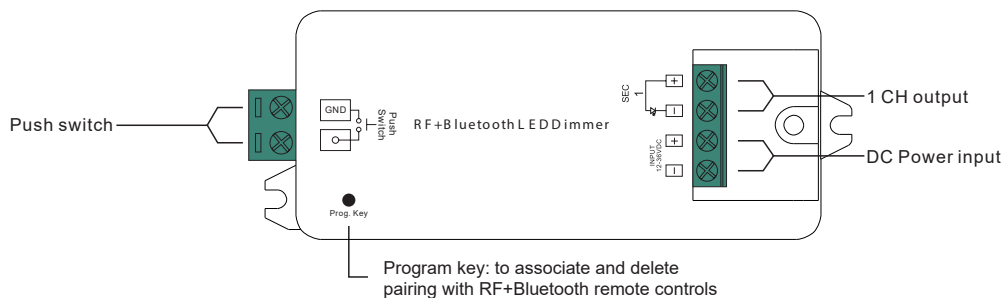 Push switch
GND
Push
Switch
RF+Bluetooth LED Dimmer
Prog. Key
SEC
1
+
−
+
−
INPUT
12-36VDC
1 CH output
DC Power input
Program key: to associate and delete
pairing with RF+Bluetooth remote controls